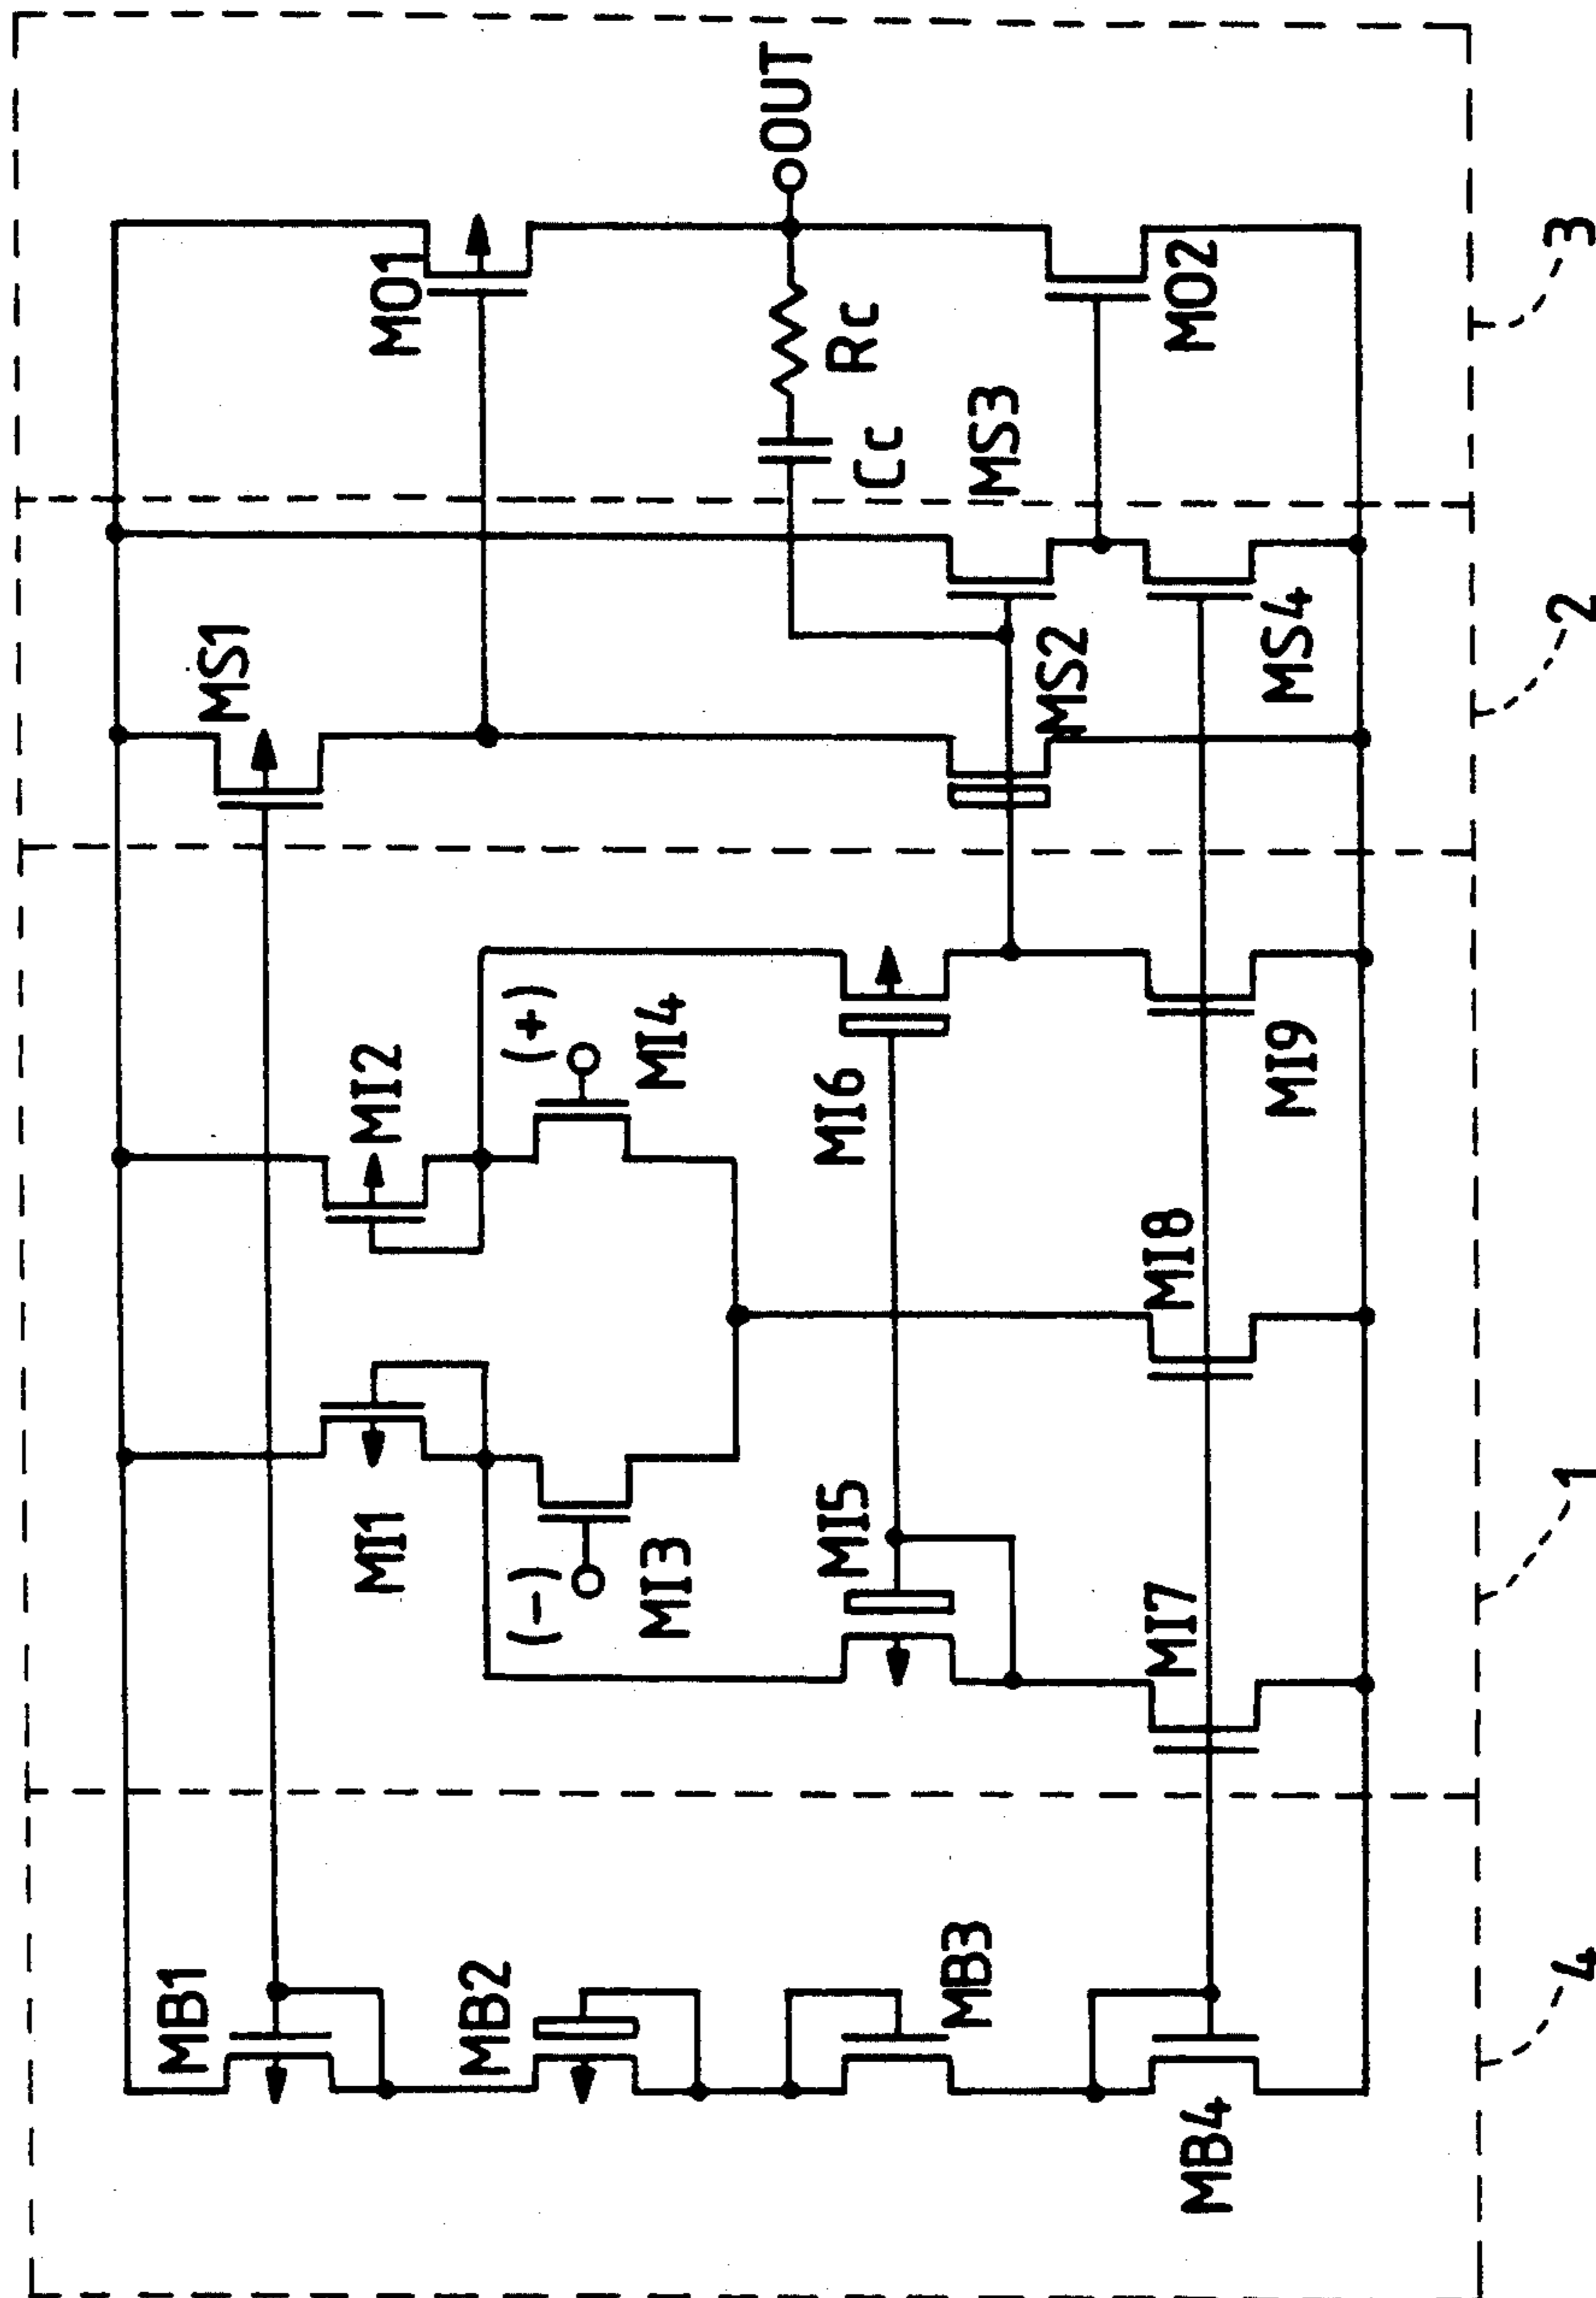 MB1
MB2
MB3
MB4
MI1
MI2
(-)
(+)
MI3
MI4
MI5
MI6
MI7
MI8
MI9
MS1
MS2
MS3
MS4
MO1
Cc
Rc
OUT
MO2
4
1
2
3